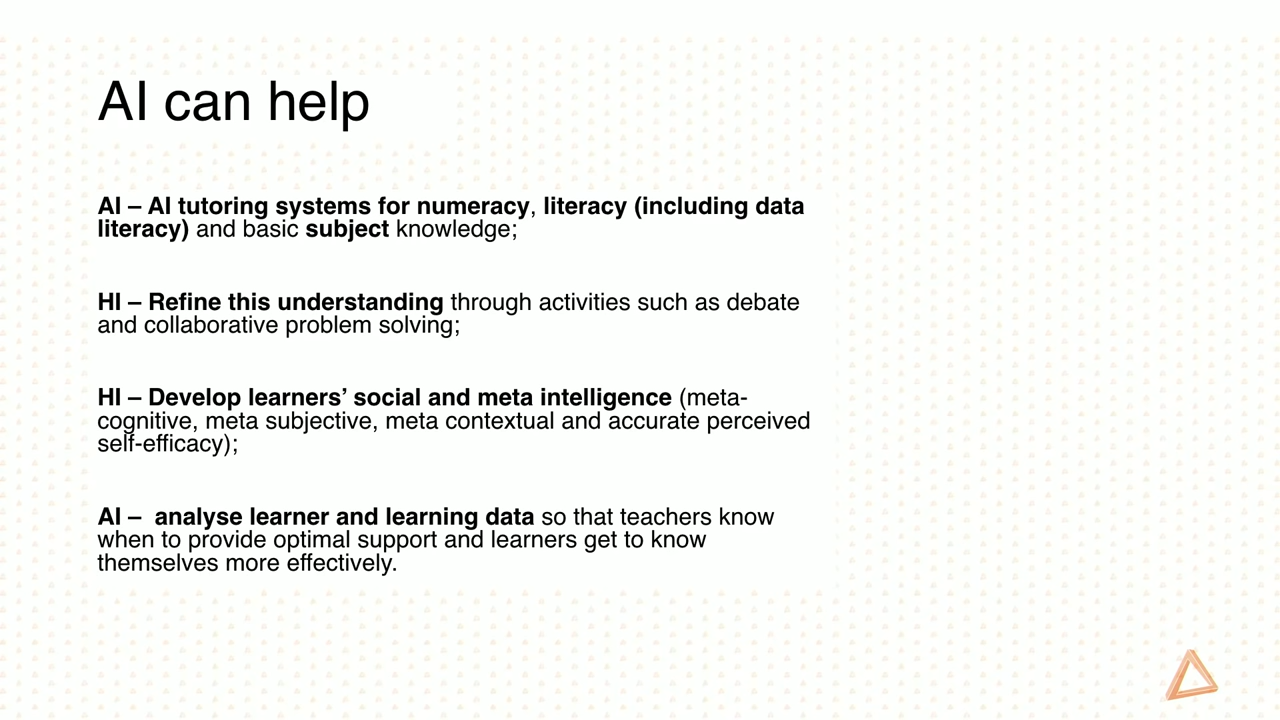 AI can help
AI – AI tutoring systems for numeracy, literacy (including data
literacy) and basic subject knowledge;
HI – Refine this understanding through activities such as debate
and collaborative problem solving;
HI – Develop learners’ social and meta intelligence (meta-
cognitive, meta subjective, meta contextual and accurate perceived
self-efficacy);
AI –  analyse learner and learning data so that teachers know
when to provide optimal support and learners get to know
themselves more effectively.